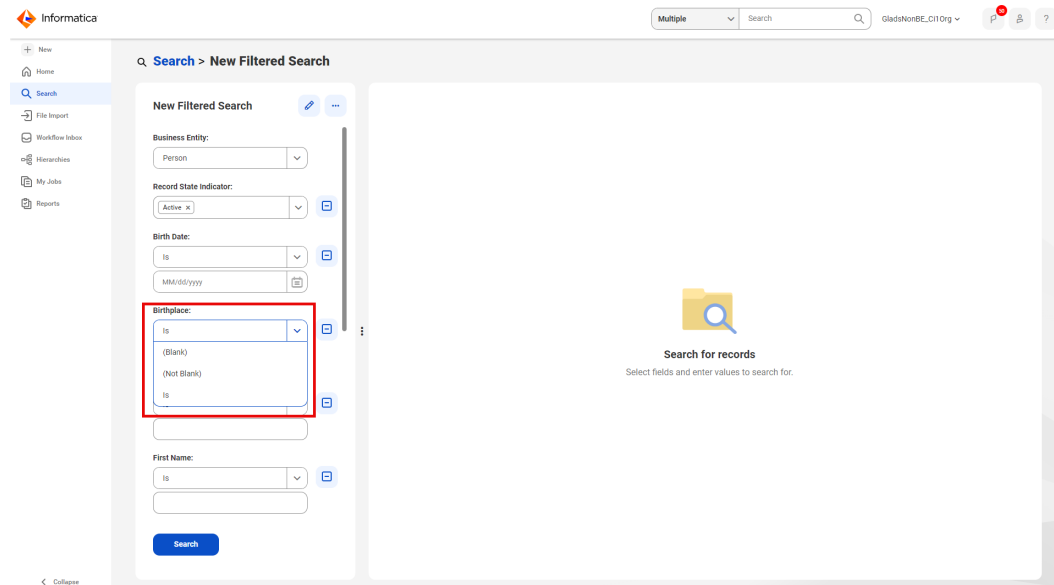 Informatica
Multiple
Search
GladsNonBE_CI1Org
50
?
New
Home
Search
File Import
Workflow Inbox
Hierarchies
My Jobs
Reports
Collapse
Search > New Filtered Search
New Filtered Search
Business Entity:
Person
Record State Indicator:
Active ×
Birth Date:
Is
MM/dd/yyyy
Birthplace:
Is
(Blank)
(Not Blank)
Is
First Name:
Is
Search
Search for records
Select fields and enter values to search for.